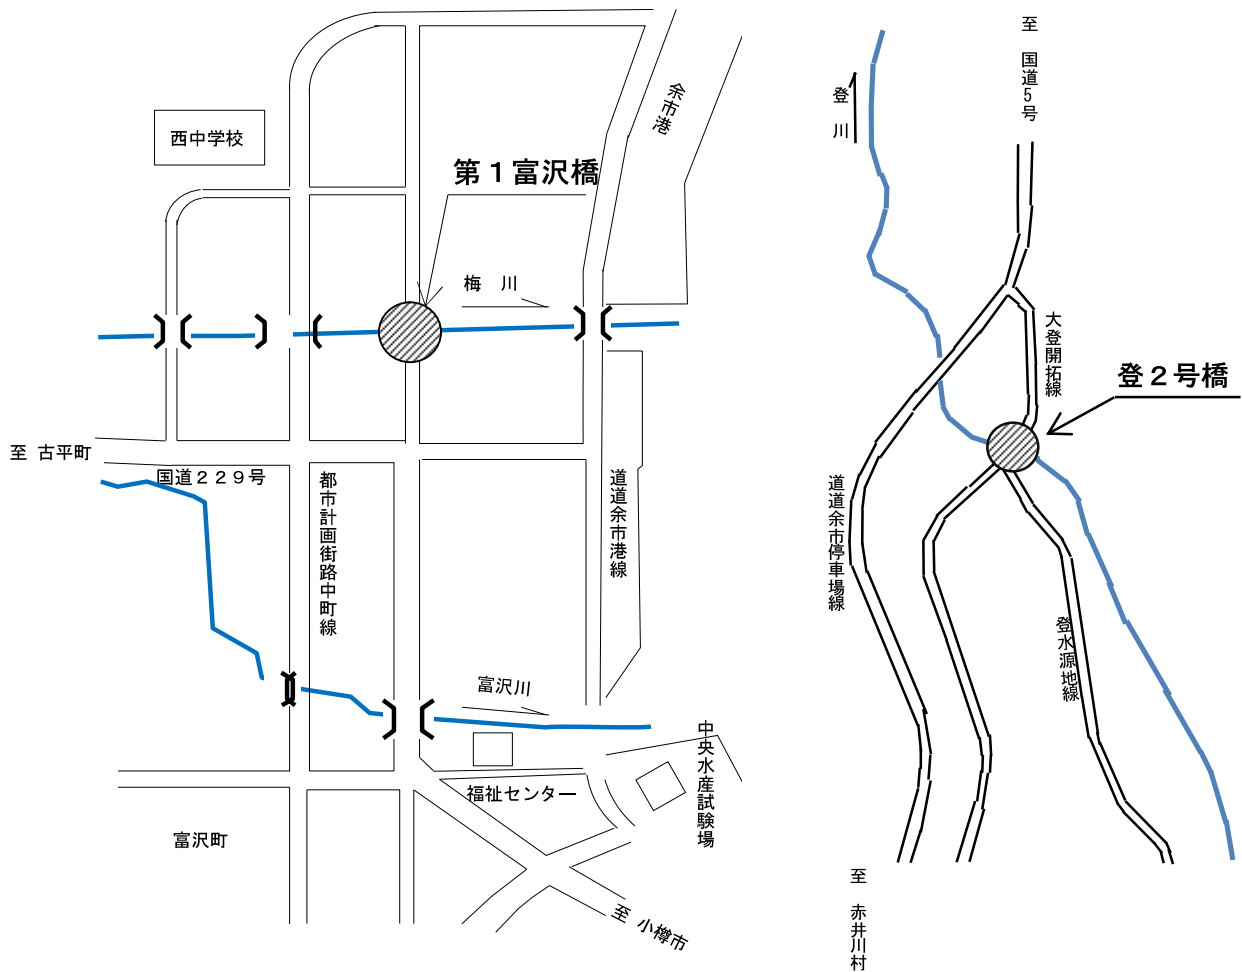 西中学校
余市港
第１富沢橋
梅 川
至 古平町
国道２２９号
都市計画街路中町線
道道余市港線
富沢川
福祉センター
中央水産試験場
富沢町
至 小樽市
至 国道5号
登川
大登開拓線
登２号橋
道道余市停車場線
登水源地線
至 赤井川村